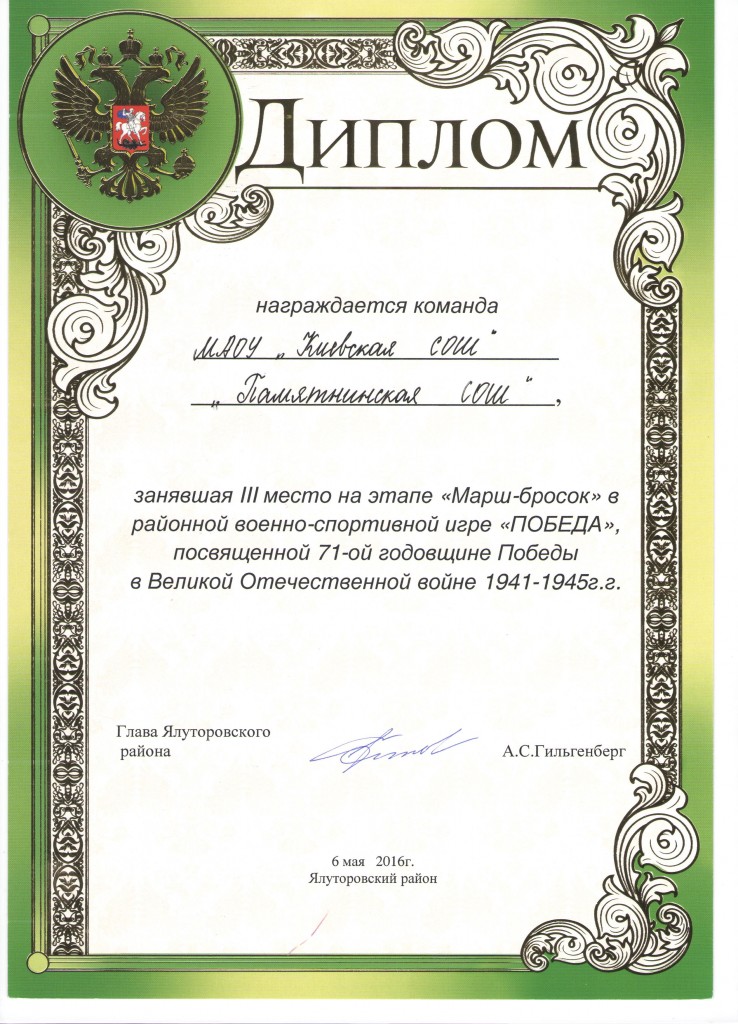 Диплом
награждается команда
МАОУ „Киевская СОШ"
„Памятнинская СОШ",
занявшая III место на этапе «Марш-бросок» в
районной военно-спортивной игре «ПОБЕДА»,
посвященной 71-ой годовщине Победы
в Великой Отечественной войне 1941-1945г.г.
Глава Ялуторовского
района
А.С.Гильгенберг
6 мая 2016г.
Ялуторовский район